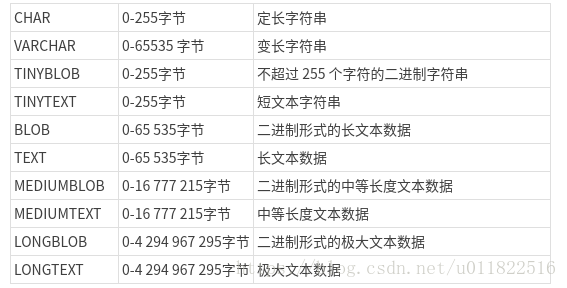 CHAR 0-255字节 定长字符串
VARCHAR 0-65535 字节 变长字符串
TINYBLOB 0-255字节 不超过 255 个字符的二进制字符串
TINYTEXT 0-255字节 短文本字符串
BLOB 0-65 535字节 二进制形式的长文本数据
TEXT 0-65 535字节 长文本数据
MEDIUMBLOB 0-16 777 215字节 二进制形式的中等长度文本数据
MEDIUMTEXT 0-16 777 215字节 中等长度文本数据
LONGBLOB 0-4 294 967 295字节 二进制形式的极大文本数据
LONGTEXT 0-4 294 967 295字节 极大文本数据
blog.csdn.net/u011822516